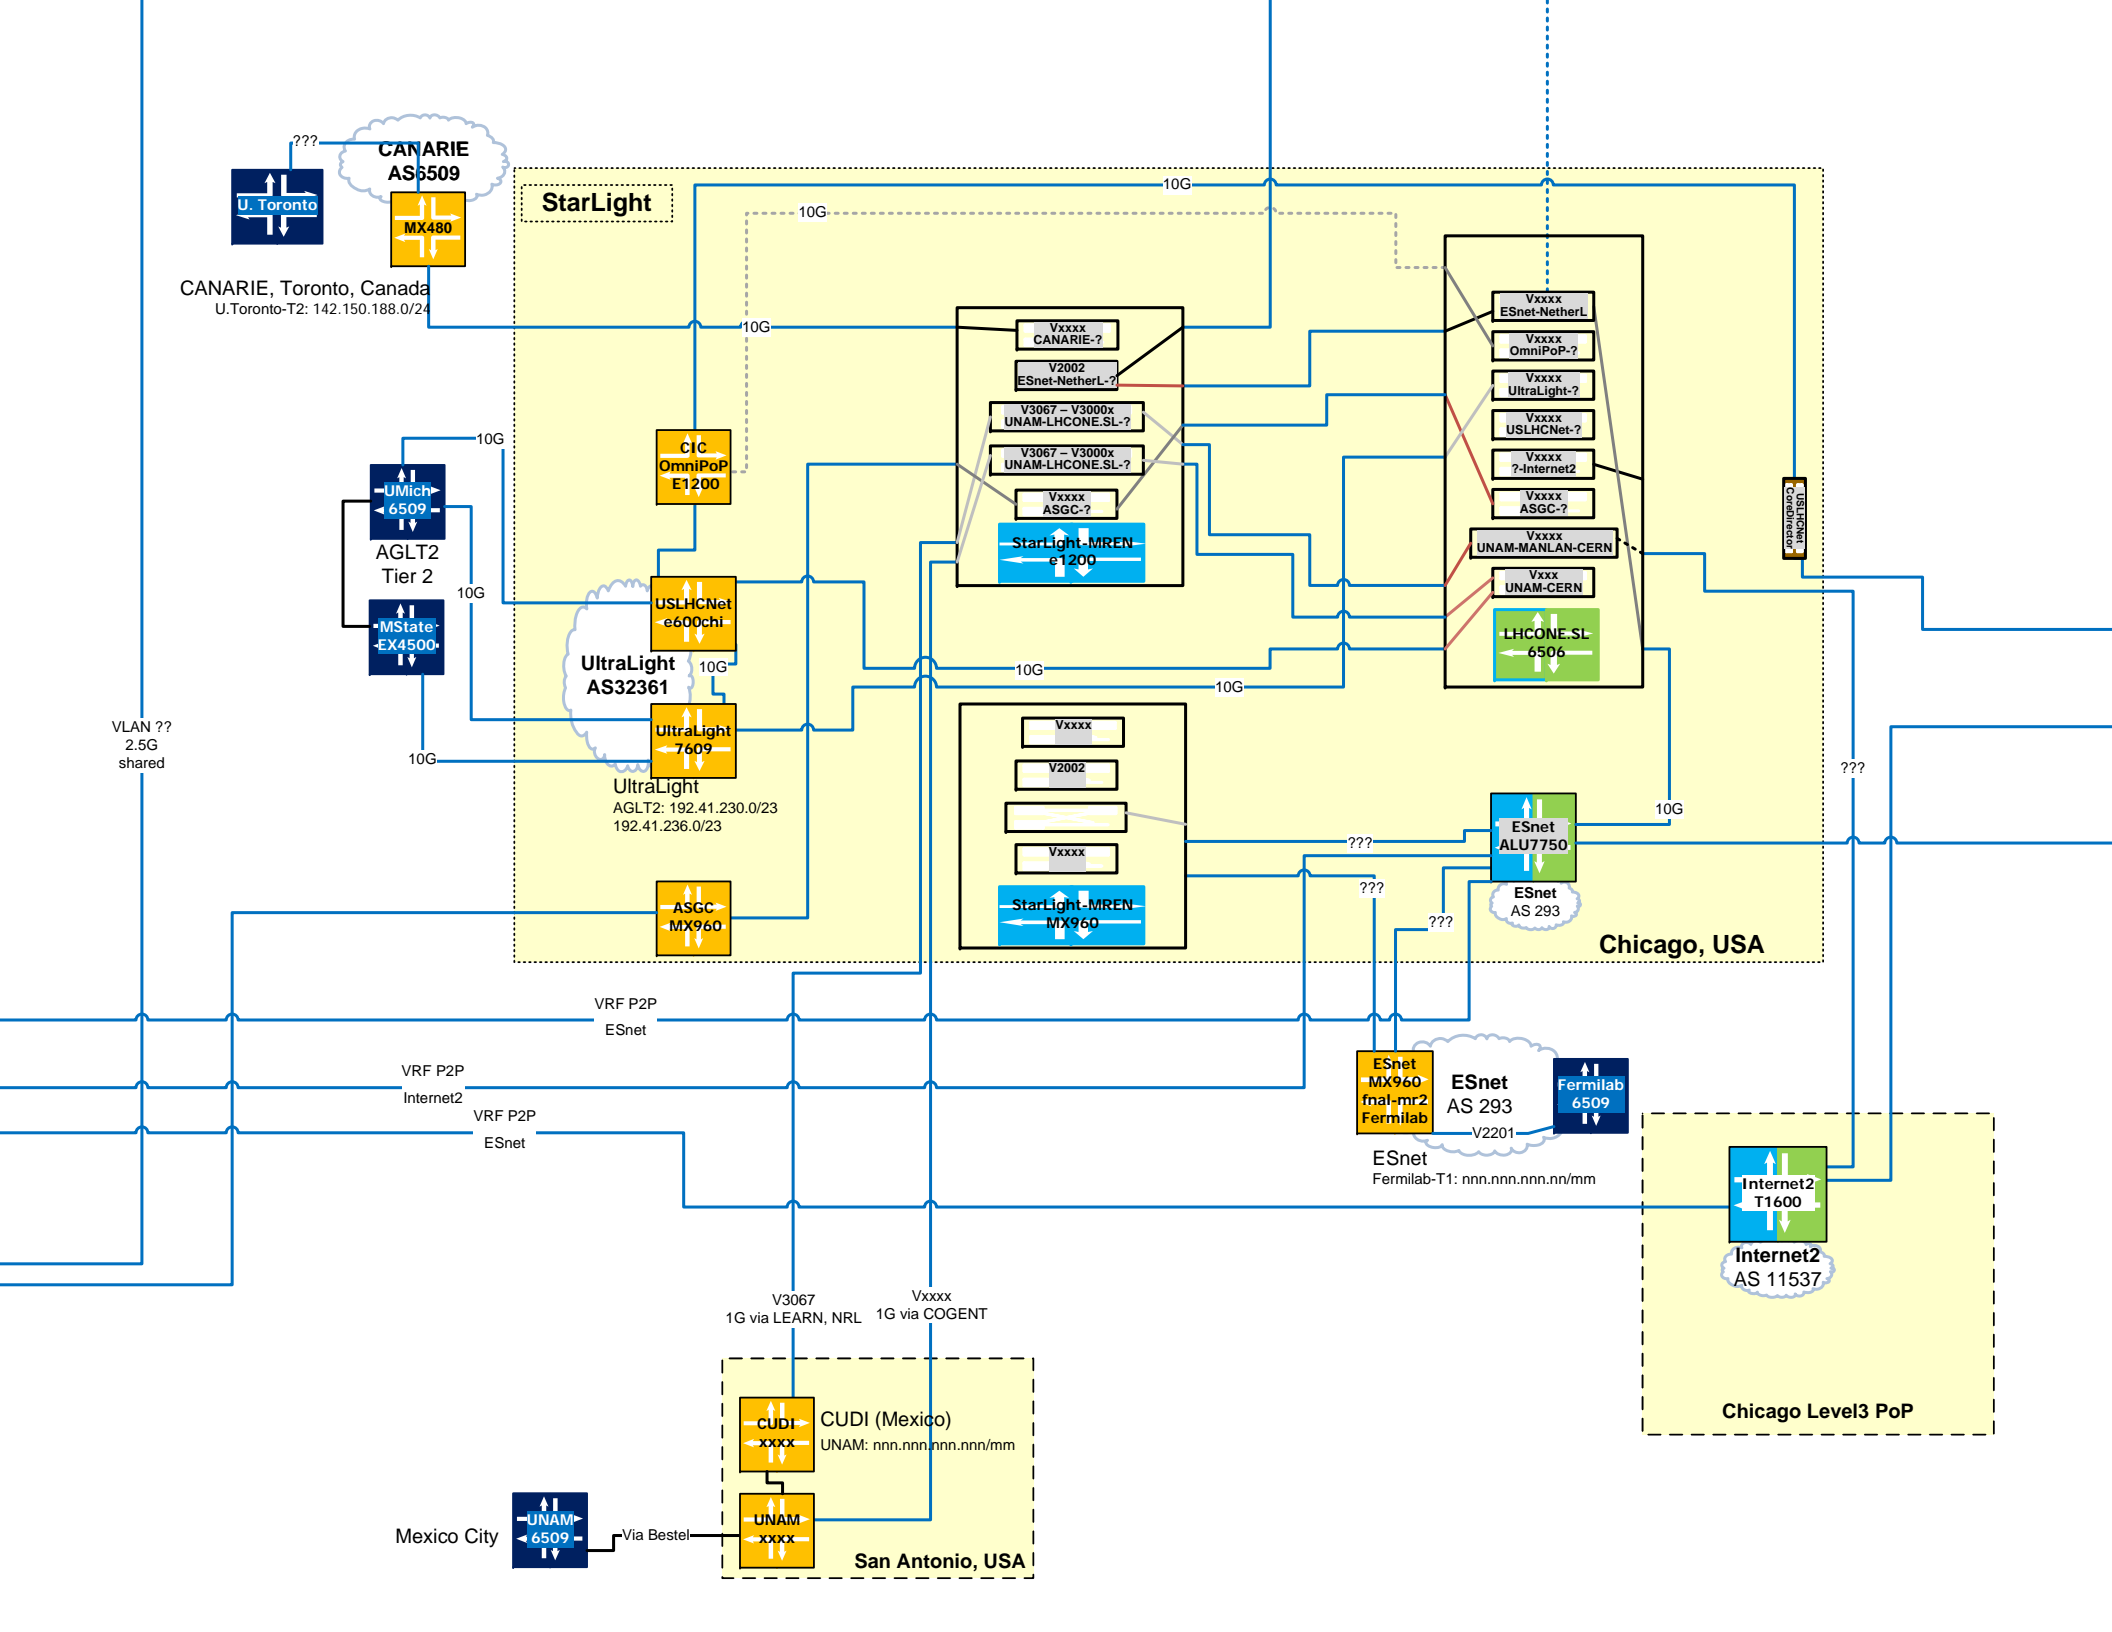 ???
CANARIE
AS6509
U. Toronto
MX480
CANARIE, Toronto, Canada
U.Toronto-T2: 142.150.188.0/24
StarLight
10G
10G
10G
Vxxxx
CANARIE-?
V2002
ESnet-NetherL-?
V3067 – V3000x
UNAM-LHCONE.SL-?
V3067 – V3000x
UNAM-LHCONE.SL-?
Vxxxx
ASGC-?
StarLight-MREN
e1200
Vxxxx
ESnet-NetherL
Vxxxx
OmniPoP-?
Vxxxx
UltraLight-?
Vxxxx
USLHCNet-?
Vxxxx
?-Internet2
Vxxxx
ASGC-?
Vxxxx
UNAM-MANLAN-CERN
Vxxx
UNAM-CERN
LHCONE.SL
6506
USLHCNet
CoreDirector
10G
CIC
OmniPoP
E1200
UMich
6509
AGLT2
Tier 2
10G
MState
EX4500
USLHCNet
e600chi
UltraLight
AS32361
10G
10G
10G
UltraLight
7609
10G
UltraLight
AGLT2: 192.41.230.0/23
192.41.236.0/23
VLAN ??
2.5G
shared
Vxxxx
V2002
Vxxxx
StarLight-MREN
MX960
???
10G
???
ESnet
ALU7750
ESnet
AS 293
???
???
ASGC
MX960
Chicago, USA
VRF P2P
ESnet
VRF P2P
Internet2
VRF P2P
ESnet
ESnet
MX960
fnal-mr2
Fermilab
ESnet
AS 293
V2201
Fermilab
6509
ESnet
Fermilab-T1: nnn.nnn.nnn.nn/mm
Internet2
T1600
Internet2
AS 11537
Chicago Level3 PoP
V3067
1G via LEARN, NRL
Vxxxx
1G via COGENT
CUDI
xxxx
CUDI (Mexico)
UNAM: nnn.nnn.nnn.nnn/mm
Mexico City
UNAM
6509
Via Bestel
UNAM
xxxx
San Antonio, USA